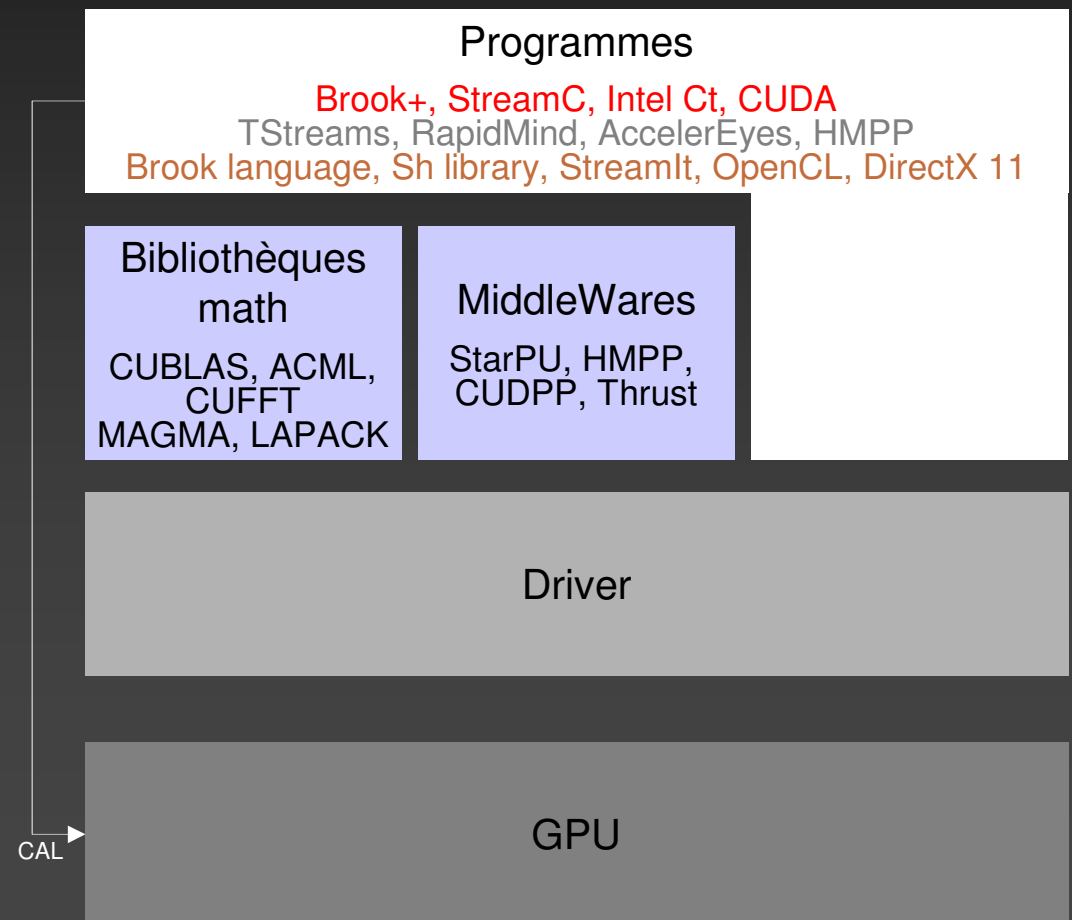 Programmes
Brook+, StreamC, Intel Ct, CUDA
TStreams, RapidMind, AccelerEyes, HMPP
Brook language, Sh library, StreamIt, OpenCL, DirectX 11
Bibliothèques
math
CUBLAS, ACML,
CUFFT
MAGMA, LAPACK
MiddleWares
StarPU, HMPP,
CUDPP, Thrust
Driver
GPU
CAL